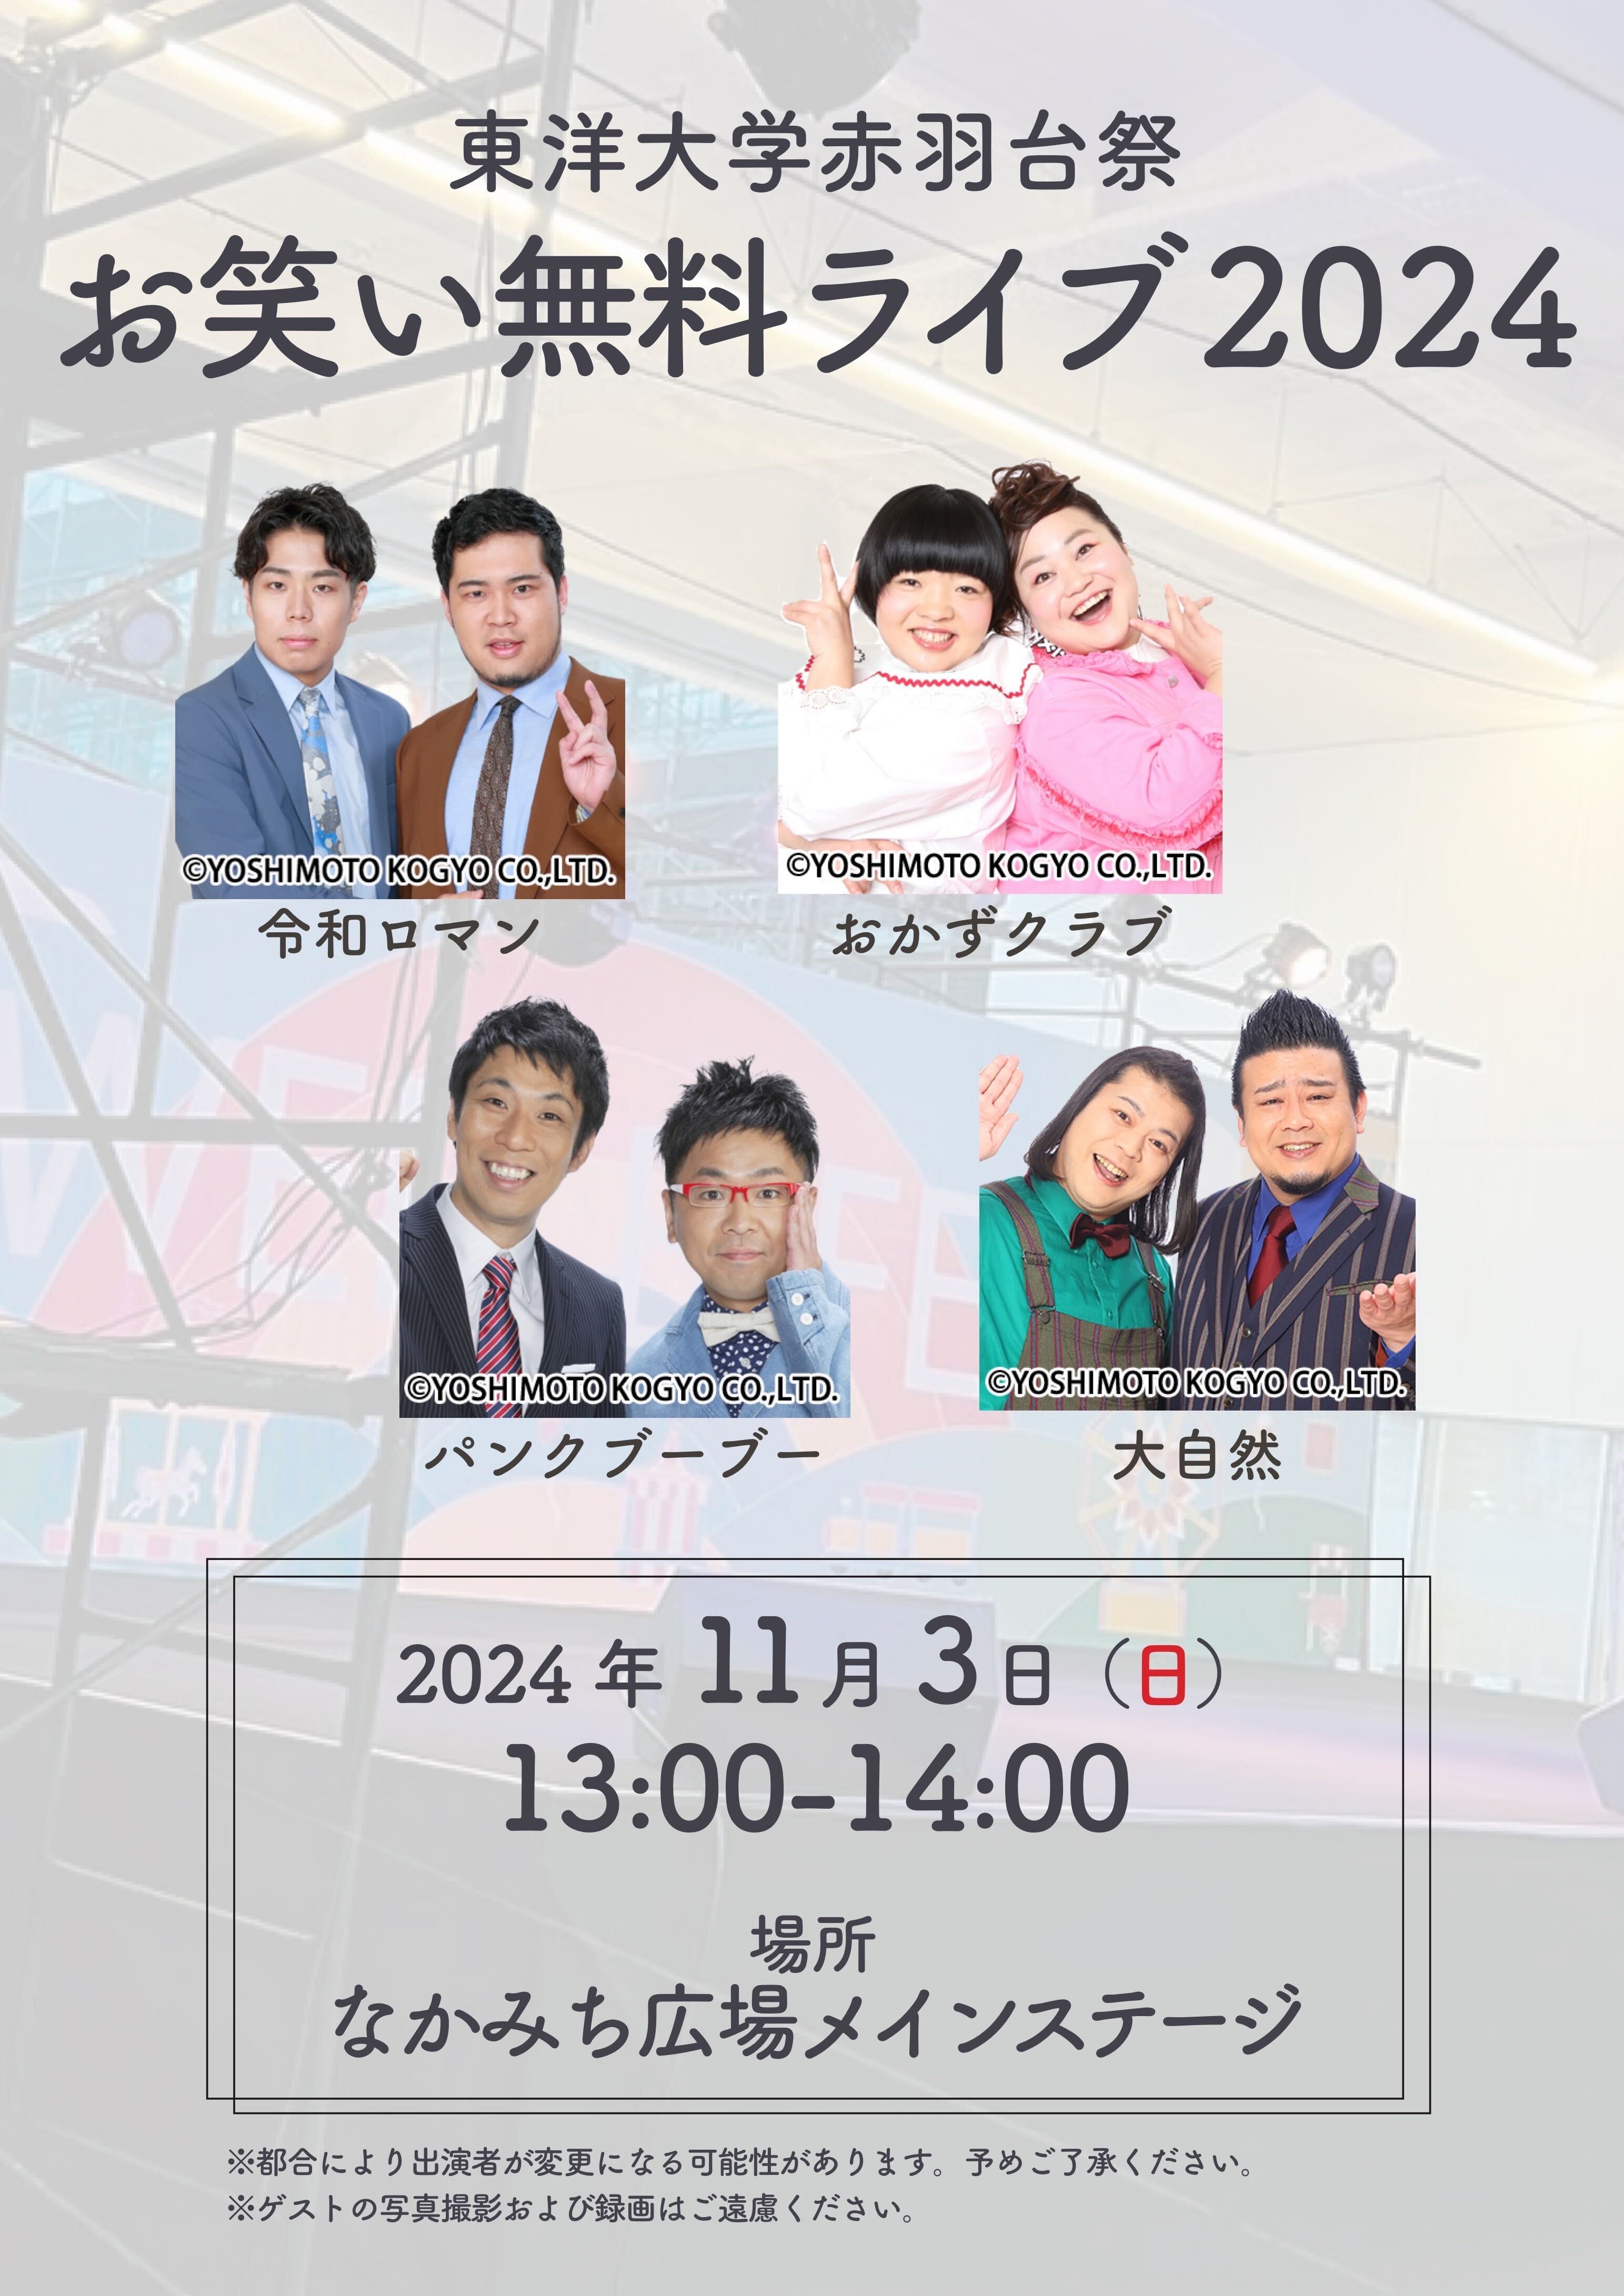 東洋大学赤羽台祭
お笑い無料ライブ2024
©YOSHIMOTO KOGYO CO.,LTD.
©YOSHIMOTO KOGYO CO.,LTD.
令和ロマン
おかずクラブ
©YOSHIMOTO KOGYO CO.,LTD.
©YOSHIMOTO KOGYO CO.,LTD.
パンクブーブー
大自然
2024 年 11 月 3 日（日）
13:00-14:00
場所
なかみち広場メインステージ
※都合により出演者が変更になる可能性があります。予めご了承ください。
※ゲストの写真撮影および録画はご遠慮ください。